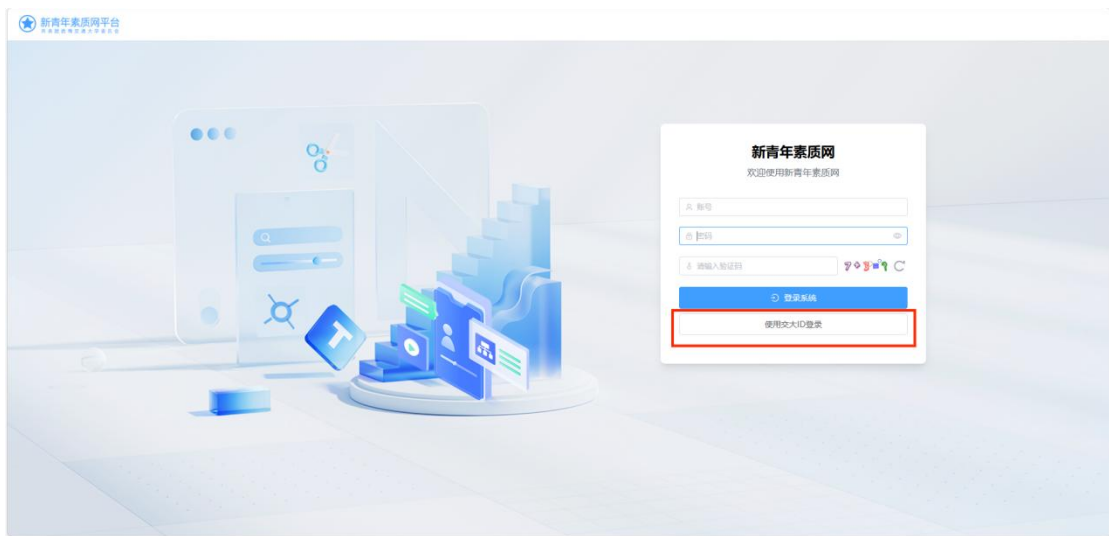 新青年素质网平台
新青年素质网
欢迎使用新青年素质网
账号
密码
请输入验证码
登录系统
使用交大ID登录
T